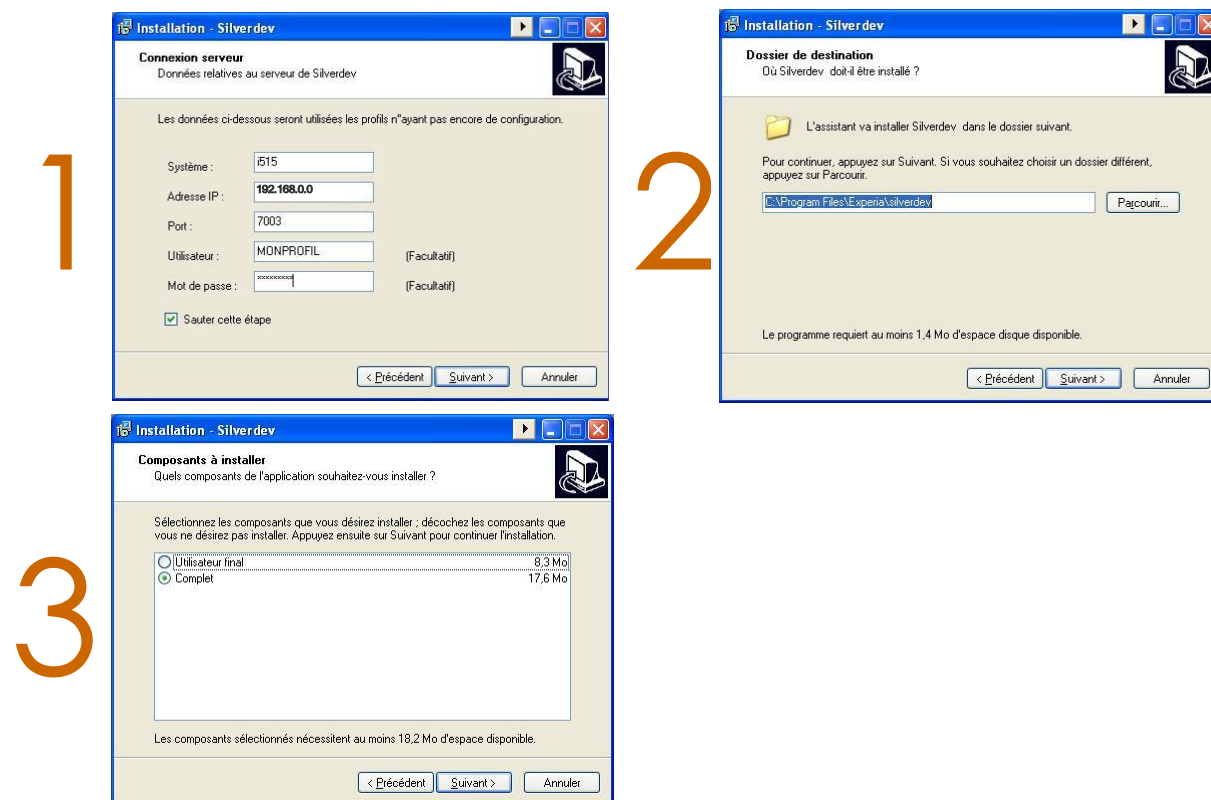 1
Installation - Silverdev
Connexion serveur
Données relatives au serveur de Silverdev
Les données ci-dessous seront utilisées les profils n"ayant pas encore de configuration.
Système : i515
Adresse IP : 192.168.0.0
Port : 7003
Utilisateur : MONPROFIL (Facultatif)
Mot de passe : ×××××××××× (Facultatif)
Sauter cette étape
< Précédent Suivant > Annuler
2
Installation - Silverdev
Dossier de destination
Où Silverdev doit-il être installé ?
L'assistant va installer Silverdev dans le dossier suivant.
Pour continuer, appuyez sur Suivant. Si vous souhaitez choisir un dossier différent,
appuyez sur Parcourir.
C:\Program Files\Experia\silverdev Parcourir...
Le programme requiert au moins 1,4 Mo d'espace disque disponible.
< Précédent Suivant > Annuler
3
Installation - Silverdev
Composants à installer
Quels composants de l'application souhaitez-vous installer ?
Sélectionnez les composants que vous désirez installer ; décochez les composants que
vous ne désirez pas installer. Appuyez ensuite sur Suivant pour continuer l'installation.
Utilisateur final 8,3 Mo
Complet 17,6 Mo
Les composants sélectionnés nécessitent au moins 18,2 Mo d'espace disponible.
< Précédent Suivant > Annuler